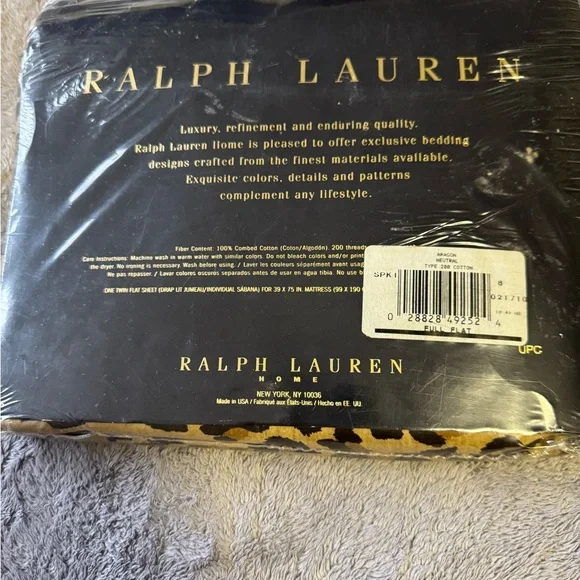 RALPH LAUREN
Luxury, refinement and enduring quality.
Ralph Lauren Home is pleased to offer exclusive bedding
designs crafted from the finest materials available.
Exquisite colors, details and patterns
complement any lifestyle.
Fiber Content: 100% Combed Cotton (Coton/Algodón). 200 threads
Care Instructions: Machine wash in warm water with similar colors. Do not bleach colors and/or print
the dryer. No ironing is necessary. Wash before using. / Laver les couleurs séparément avant usag
No pas repasser. / Lavar colores oscuros separados antes de usar en agua tibia. No use b
ONE TWIN FLAT SHEET (DRAP LIT JUMEAU/INDIVIDUAL SÁBANA) FOR 39 X 75 IN. MATTRESS (99 X 190
ARAGON
NEUTRAL
TYPE 200 COTTON
SPKI
8
021/10
0 28828 49252 4
FULL FLAT
UPC
RALPH LAUREN
HOME
NEW YORK, NY 10036
Made in USA / Fabriqué aux États-Unis / Hecho en EE. UU.